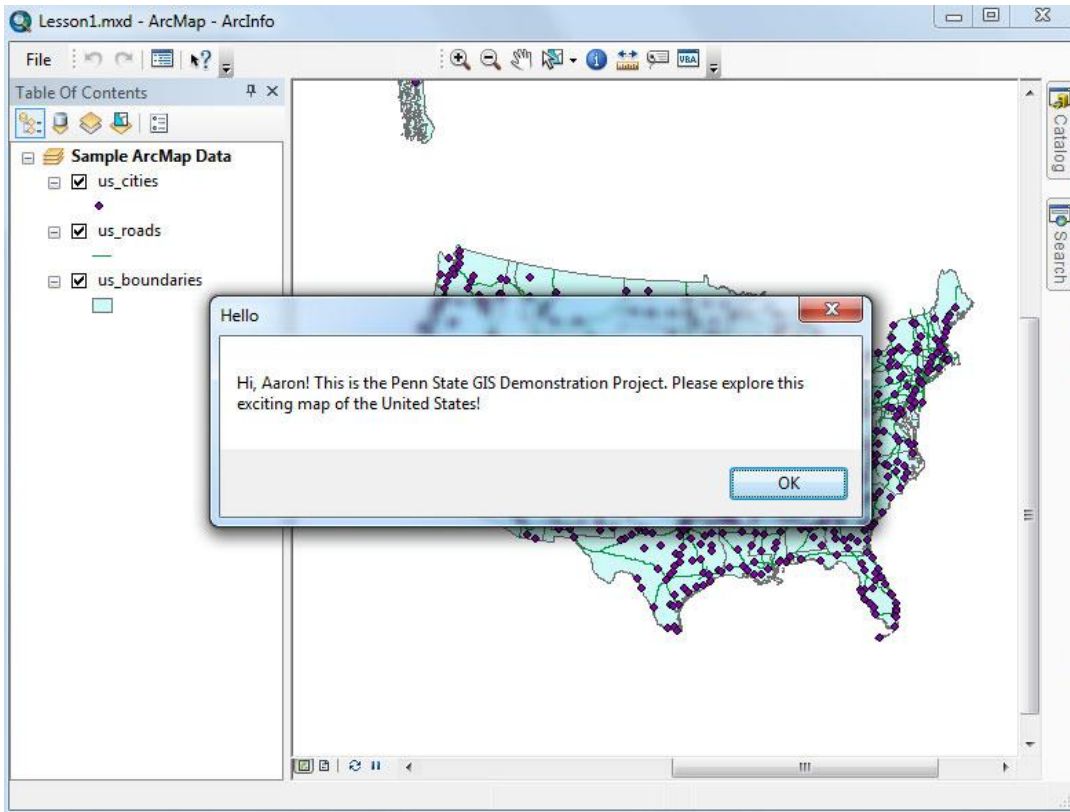 Lesson1.mxd - ArcMap - ArcInfo
File
VBA
Table Of Contents
Sample ArcMap Data
us_cities
us_roads
us_boundaries
Catalog
Search
Hello
Hi, Aaron! This is the Penn State GIS Demonstration Project. Please explore this
exciting map of the United States!
OK